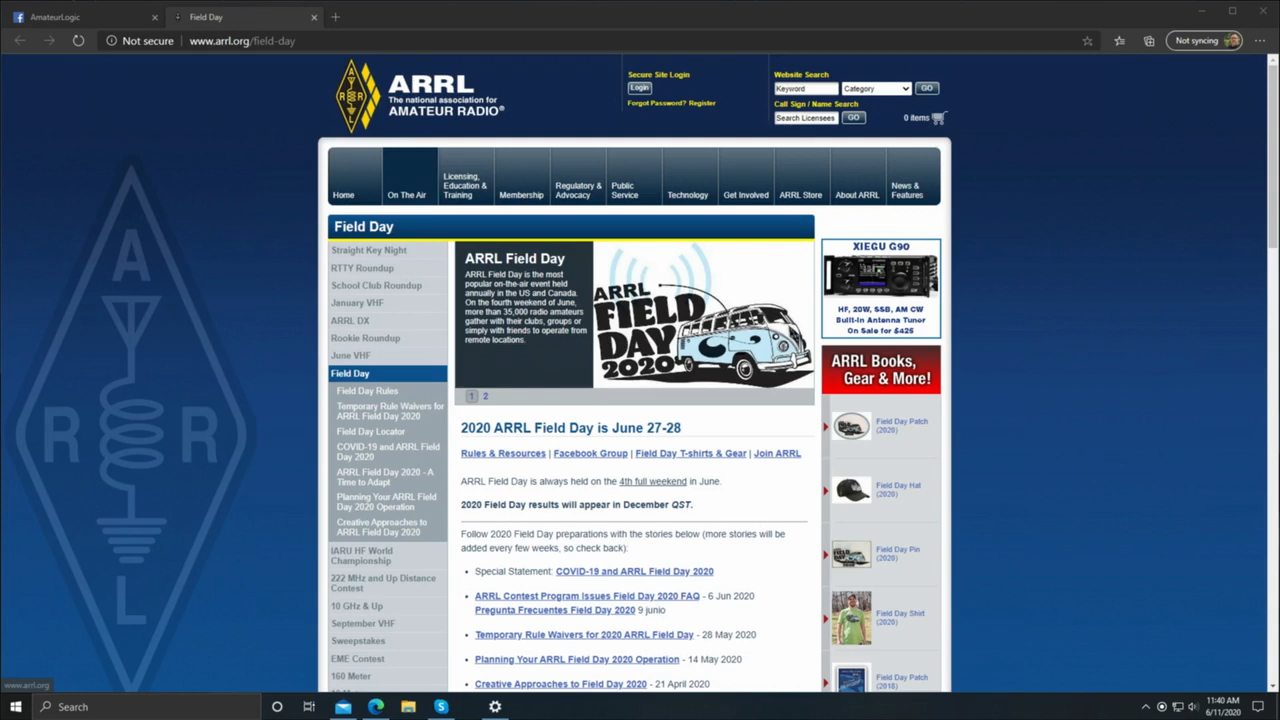 AmateurLogic
Field Day
Not secure
www.arrl.org/field-day
Not syncing
ARRL
The national association for
AMATEUR RADIO®
Secure Site Login
Login
Forgot Password? Register
Website Search
Keyword
Category
GO
Call Sign / Name Search
Search Licensees
GO
0 items
Home
On The Air
Licensing,
Education &
Training
Membership
Regulatory &
Advocacy
Public
Service
Technology
Get Involved
ARRL Store
About ARRL
News &
Features
Field Day
Straight Key Night
RTTY Roundup
School Club Roundup
January VHF
ARRL DX
Rookie Roundup
June VHF
Field Day
Field Day Rules
Temporary Rule Waivers for
ARRL Field Day 2020
Field Day Locator
COVID-19 and ARRL Field
Day 2020
ARRL Field Day 2020 - A
Time to Adapt
Planning Your ARRL Field
Day 2020 Operation
Creative Approaches to
ARRL Field Day 2020
IARU HF World
Championship
222 MHz and Up Distance
Contest
10 GHz & Up
September VHF
Sweepstakes
EME Contest
160 Meter
ARRL Field Day
ARRL Field Day is the most
popular on-the-air event held
annually in the US and Canada.
On the fourth weekend of June,
more than 35,000 radio amateurs
gather with their clubs, groups or
simply with friends to operate from
remote locations.
ARRL
FIELD
DAY
2020
1 2
2020 ARRL Field Day is June 27-28
Rules & Resources | Facebook Group | Field Day T-shirts & Gear | Join ARRL
ARRL Field Day is always held on the 4th full weekend in June.
2020 Field Day results will appear in December QST.
Follow 2020 Field Day preparations with the stories below (more stories will be
added every few weeks, so check back):
Special Statement: COVID-19 and ARRL Field Day 2020
ARRL Contest Program Issues Field Day 2020 FAQ - 6 Jun 2020
Pregunta Frecuentes Field Day 2020 9 junio
Temporary Rule Waivers for 2020 ARRL Field Day - 28 May 2020
Planning Your ARRL Field Day 2020 Operation - 14 May 2020
Creative Approaches to Field Day 2020 - 21 April 2020
XIEGU G90
HF, 20W, SSB, AM CW
Built-in Antenna Tuner
On Sale for $425
ARRL Books,
Gear & More!
Field Day Patch
(2020)
Field Day Hat
(2020)
Field Day Pin
(2020)
Field Day Shirt
(2020)
Field Day Patch
(2018)
A
R R
L
www.arrl.org
Search
11:40 AM
6/11/2020